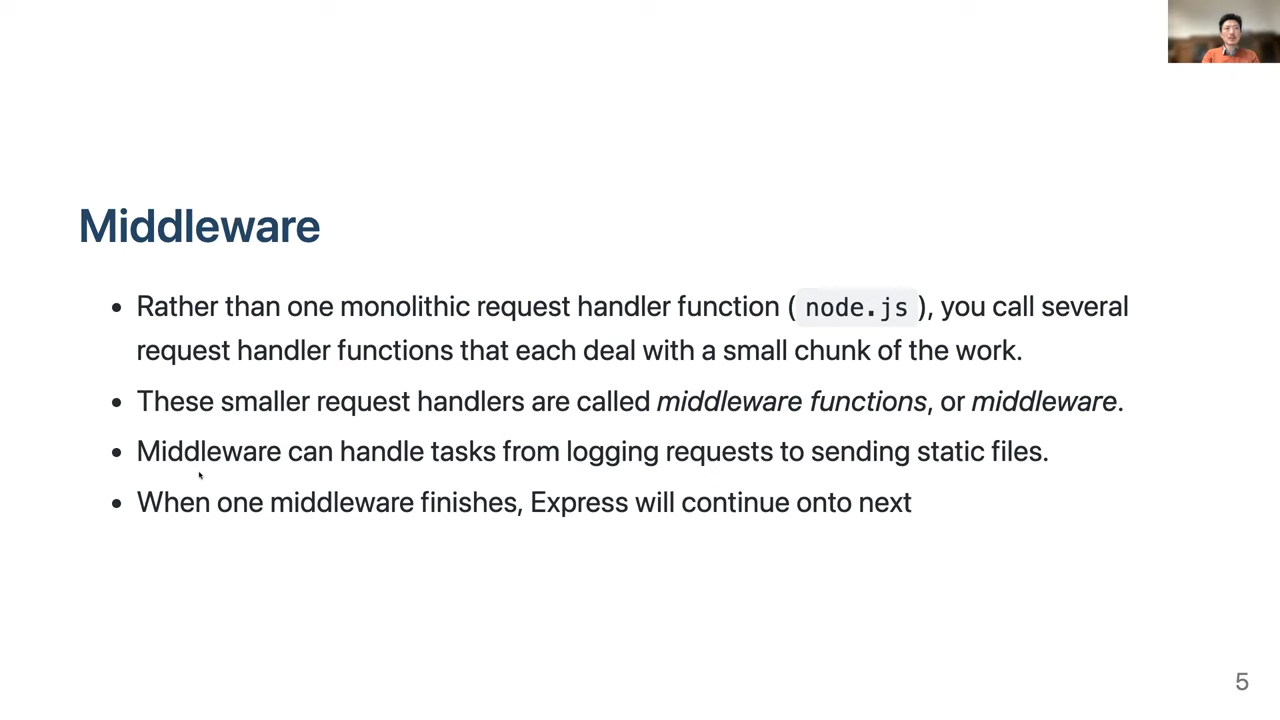 Middleware
• Rather than one monolithic request handler function ( node.js ), you call several
request handler functions that each deal with a small chunk of the work.
• These smaller request handlers are called middleware functions, or middleware.
• Middleware can handle tasks from logging requests to sending static files.
• When one middleware finishes, Express will continue onto next
5